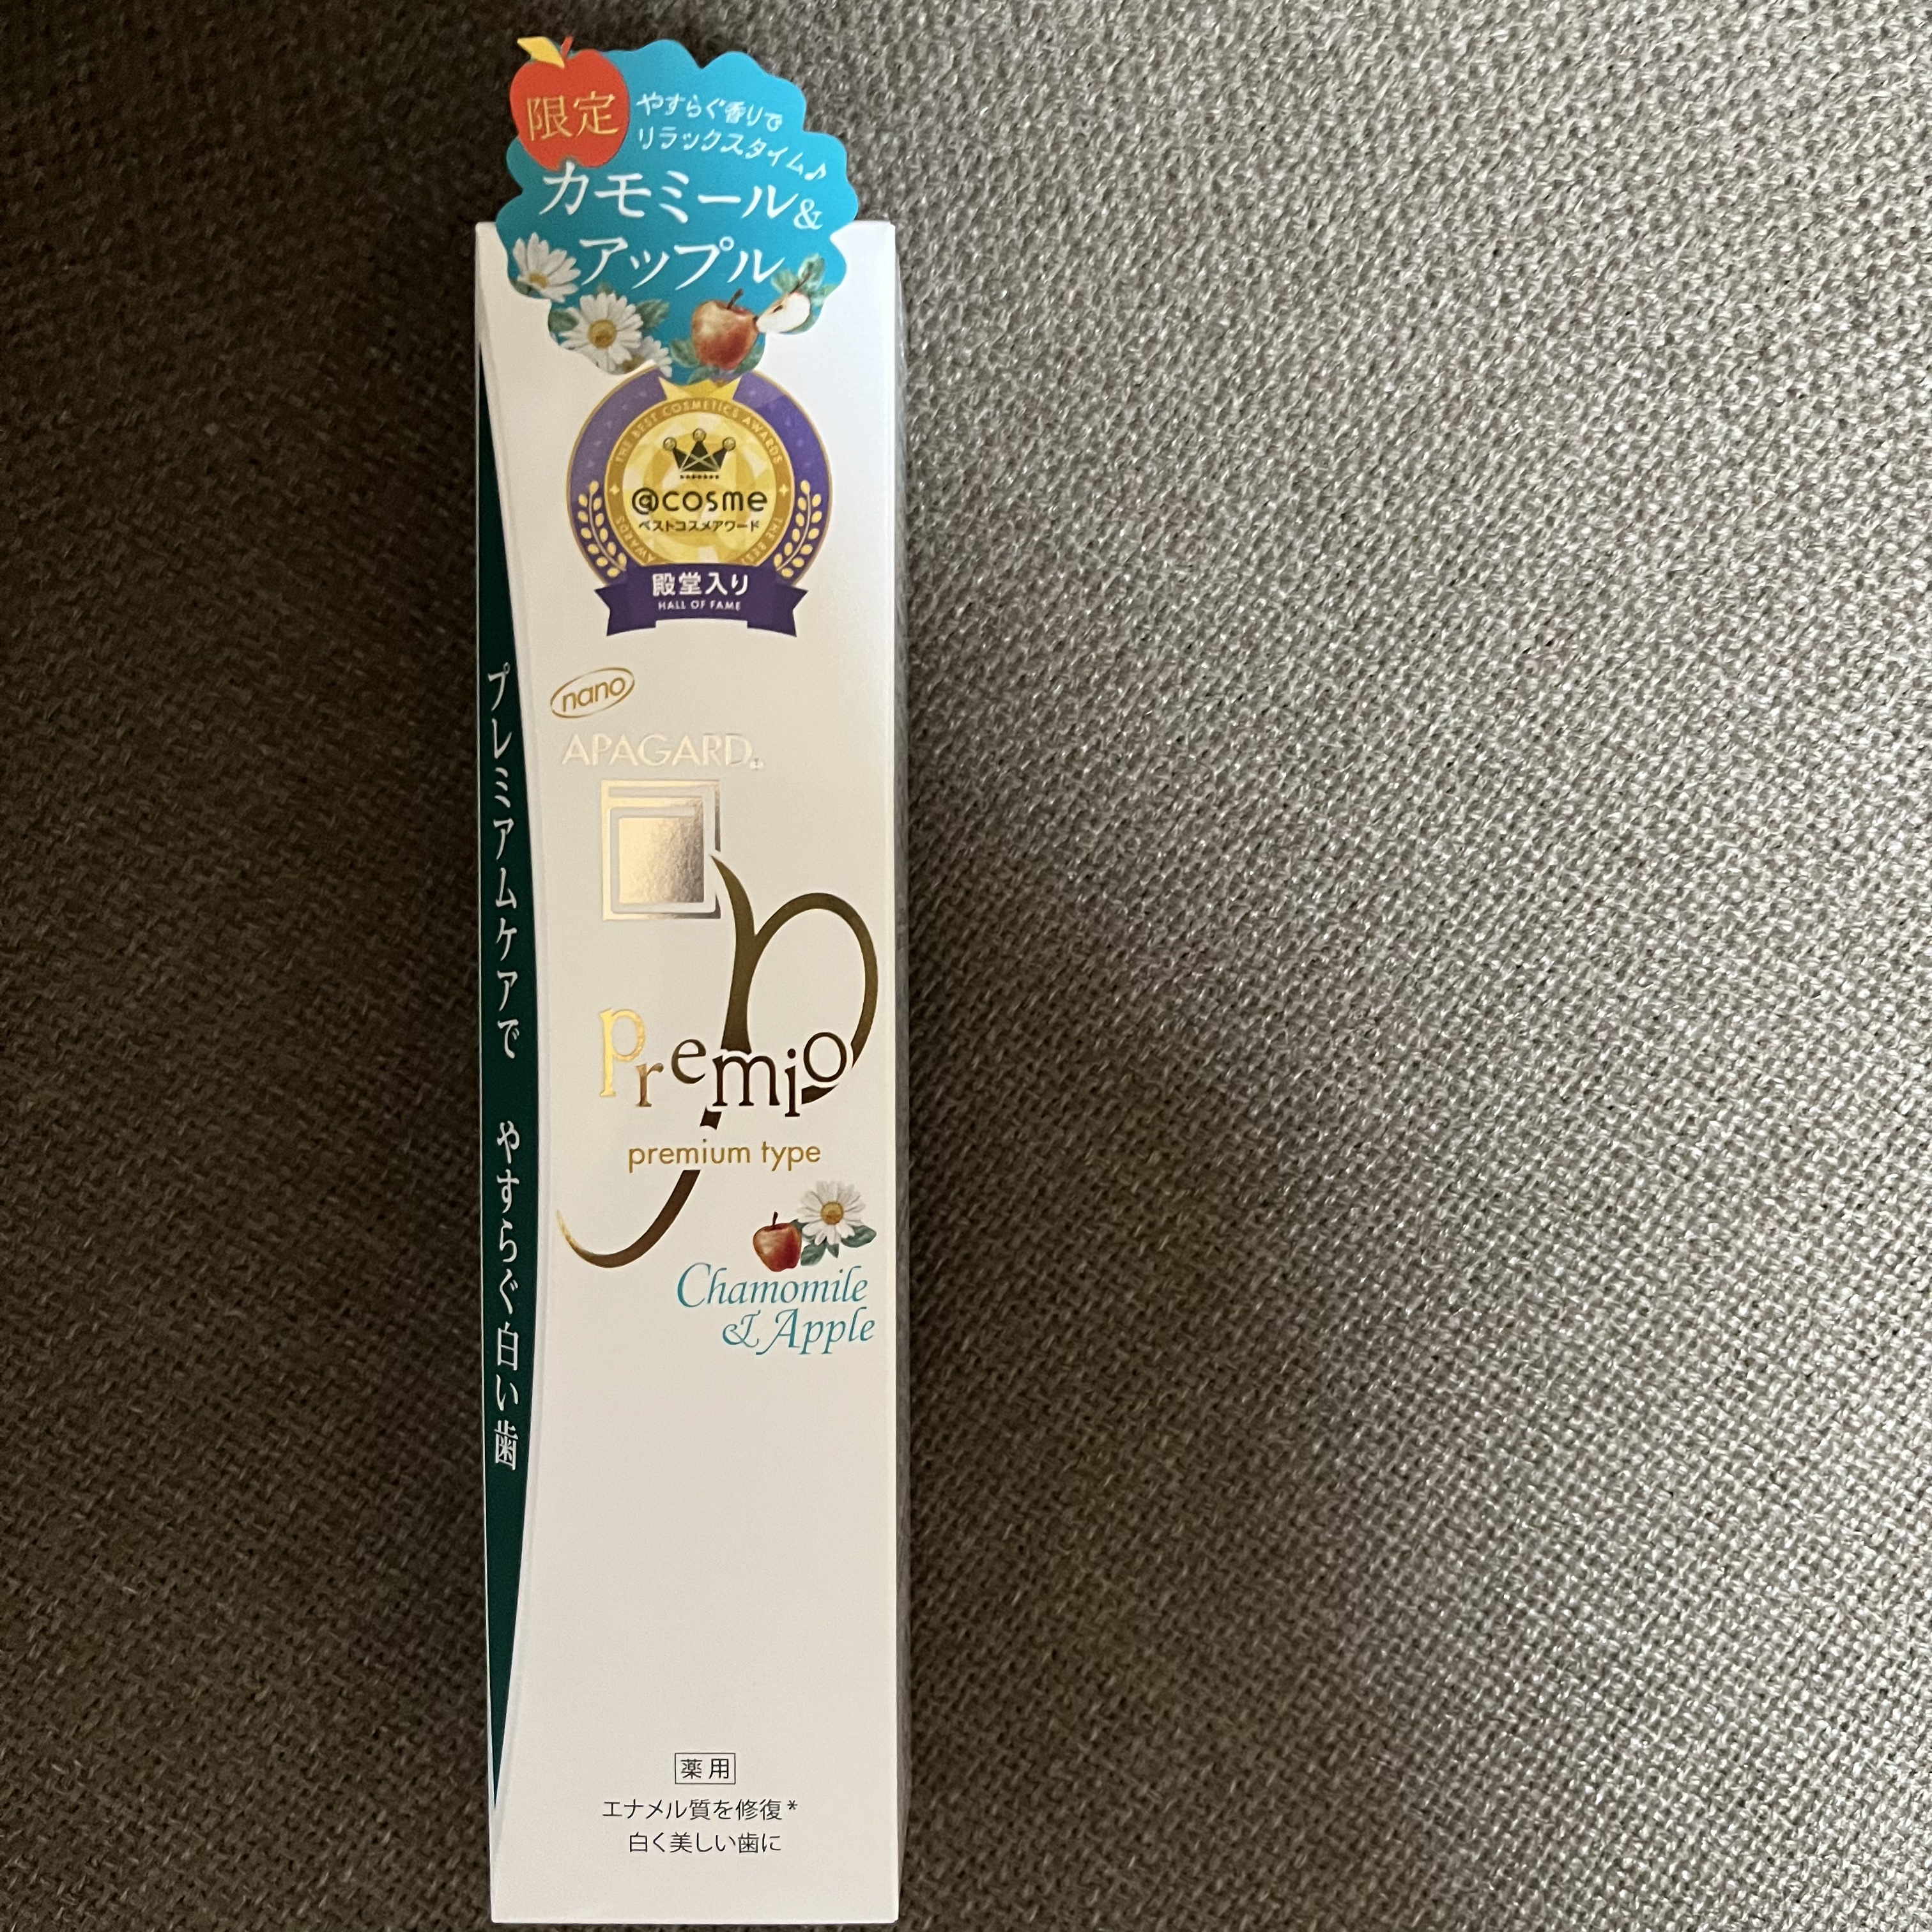 限定
やすらぐ香りで
リラックスタイム♪
カモミール&
アップル
THE BEST COSMETICS AWARDS
@cosme
ベストコスメアワード
殿堂入り
HALL OF FAME
nano
APAGARD®
premio
premium type
Chamomile
& Apple
プレミアムケアで やすらぐ白い歯
薬用
エナメル質を修復*
白く美しい歯に